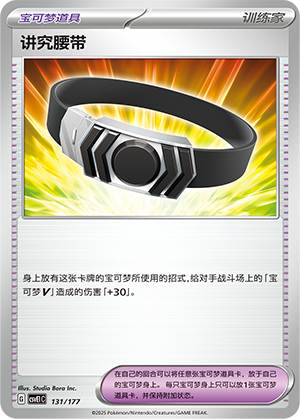 宝可梦道具
训练家
讲究腰带
身上放有这张卡牌的宝可梦所使用的招式,给对手战斗场上的「宝
可梦V」造成的伤害「+30」。
在自己的回合可以将任意张宝可梦道具卡,放于自己
的宝可梦身上。每只宝可梦身上只可以放1张宝可梦道
具卡,并保持附加状态。
Illus. Studio Bora Inc.
G
131/177
©2025 Pokémon/Nintendo/Creatures/GAME FREAK.